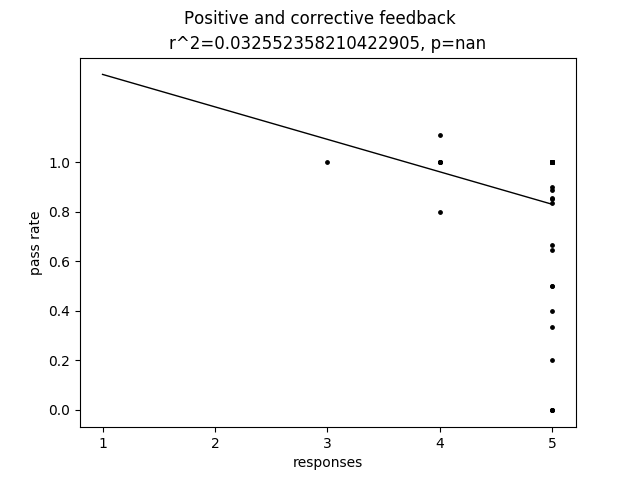 Positive and corrective feedback
r^2=0.032552358210422905, p=nan
1.0
0.8
0.6
0.4
0.2
0.0
pass rate
1 2 3 4 5
responses